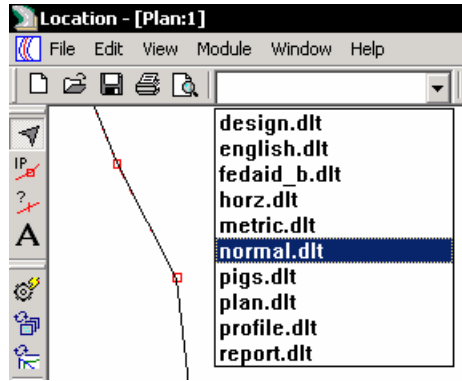 Location - [Plan:1]
File Edit View Module Window Help
design.dlt
english.dlt
fedaid_b.dlt
horz.dlt
metric.dlt
normal.dlt
pigs.dlt
plan.dlt
profile.dlt
report.dlt
IP
?
A